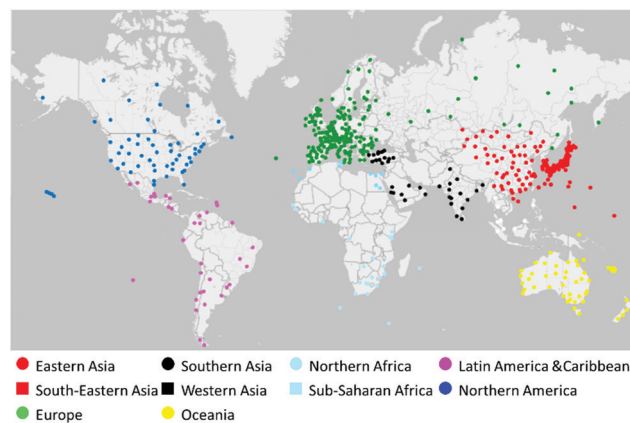 Eastern Asia Southern Asia Northern Africa Latin America &Caribbean
South-Eastern Asia Western Asia Sub-Saharan Africa Northern America
Europe Oceania